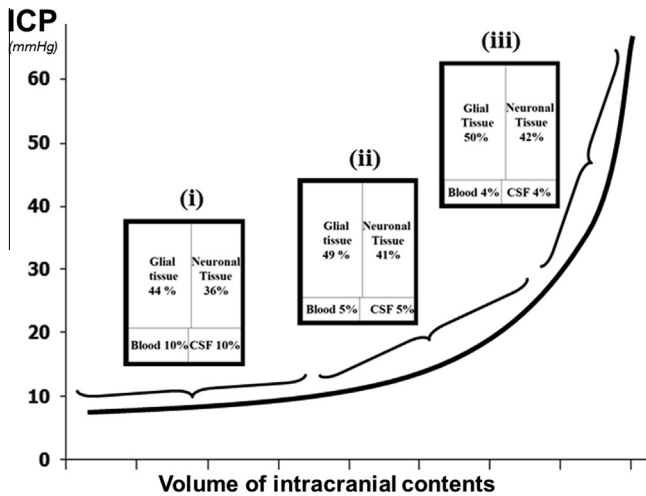 ICP
(mmHg)
60
50
40
30
20
10
0
(i)
Glial
tissue
44 %
Neuronal
Tissue
36%
Blood 10%
CSF 10%
(ii)
Glial
tissue
49 %
Neuronal
Tissue
41%
Blood 5%
CSF 5%
(iii)
Glial
Tissue
50%
Neuronal
Tissue
42%
Blood 4%
CSF 4%
Volume of intracranial contents